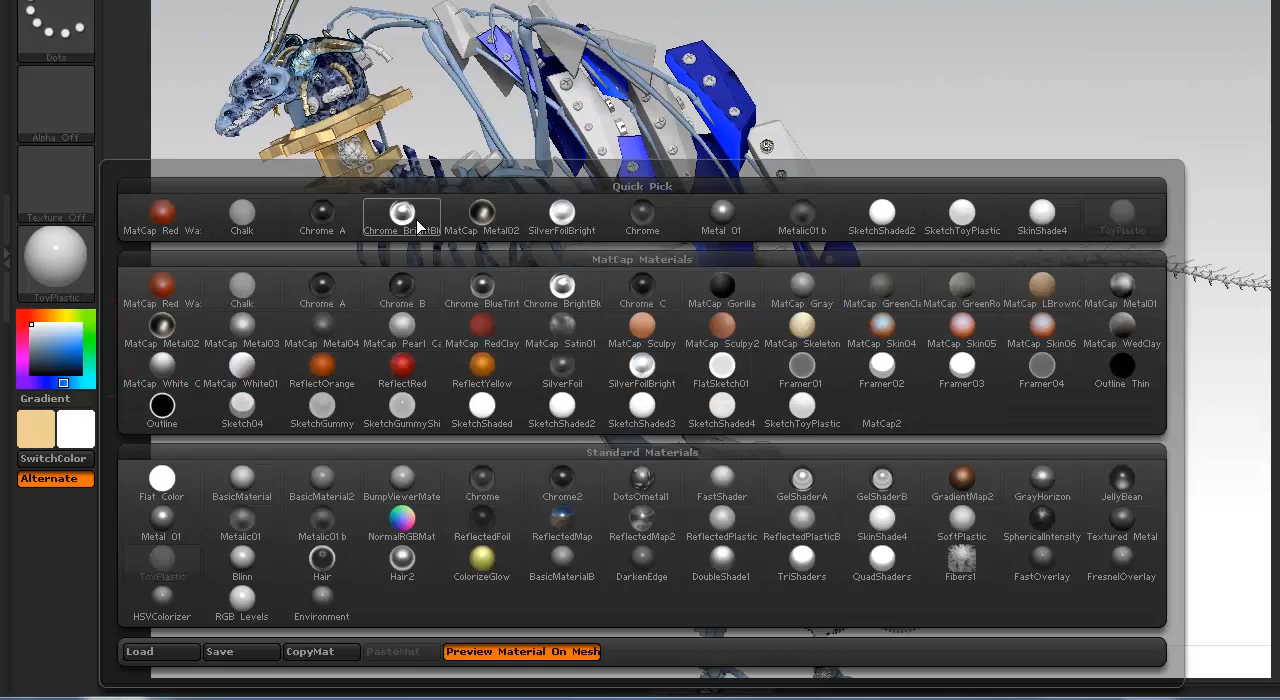 Dots
Alpha Off
Texture Off
ToyPlastic
Gradient
SwitchColor
Alternate
Quick Pick
MatCap Red Wa: Chalk Chrome A Chrome BrightBl MatCap Metal02 SilverFoilBright Chrome Metal 01 Metalic01 b SketchShaded2 SketchToyPlastic SkinShade4 ToyPlastic
MatCap Materials
MatCap Red Wa: Chalk Chrome A Chrome B Chrome BlueTint Chrome BrightBlu Chrome C MatCap Gorilla MatCap Gray MatCap GreenCla MatCap GreenRo MatCap LBrownC MatCap Metal01
MatCap Metal02 MatCap Metal03 MatCap Metal04 MatCap Pearl Ca MatCap RedClay MatCap Satin01 MatCap Sculpy MatCap Sculpy2 MatCap Skeleton MatCap Skin04 MatCap Skin05 MatCap Skin06 MatCap WedClay
MatCap White C MatCap White01 ReflectOrange ReflectRed ReflectYellow SilverFoil SilverFoilBright FlatSketch01 Framer01 Framer02 Framer03 Framer04 Outline Thin
Outline Sketch04 SketchGummy SketchGummyShi SketchShaded SketchShaded2 SketchShaded3 SketchShaded4 SketchToyPlastic MatCap2
Standard Materials
Flat Color BasicMaterial BasicMaterial2 BumpViewerMate Chrome Chrome2 DotsOmetal1 FastShader GelShaderA GelShaderB GradientMap2 GrayHorizon JellyBean
Metal 01 Metalic01 Metalic01 b NormalRGBMat ReflectedFoil ReflectedMap ReflectedMap2 ReflectedPlastic ReflectedPlasticB SkinShade4 SoftPlastic SphericalIntensity Textured Metal
ToyPlastic Blinn Hair Hair2 ColorizeGlow BasicMaterialB DarkenEdge DoubleShade1 TriShaders QuadShaders Fibers1 FastOverlay FresnelOverlay
HSVColorizer RGB Levels Environment
Load Save CopyMat PasteMat Preview Material On Mesh